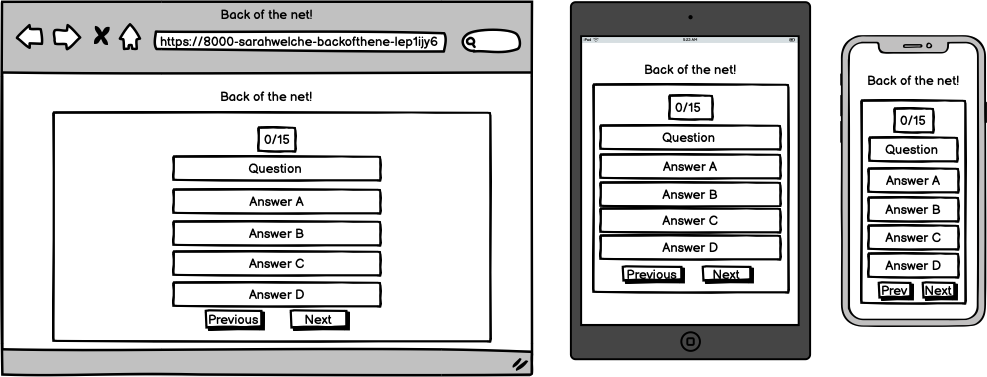 Back of the net!
https://8000-sarahwelche-backofthene-lep1ijy6
Back of the net!
0/15
Question
Answer A
Answer B
Answer C
Answer D
Previous Next
iPad 8:22 AM
Back of the net!
0/15
Question
Answer A
Answer B
Answer C
Answer D
Previous Next
Back of the net!
0/15
Question
Answer A
Answer B
Answer C
Answer D
Prev Next